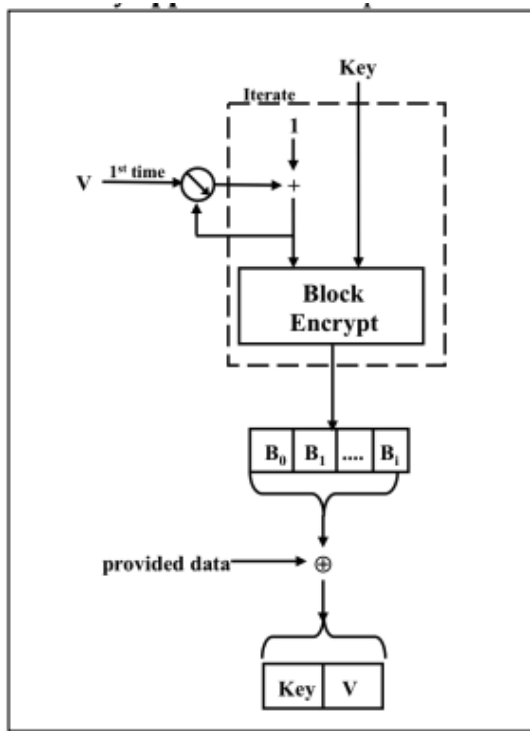 Key
Iterate
1
V 1st time
+
Block
Encrypt
B0 B1 .... Bi
provided data ⊕
Key V